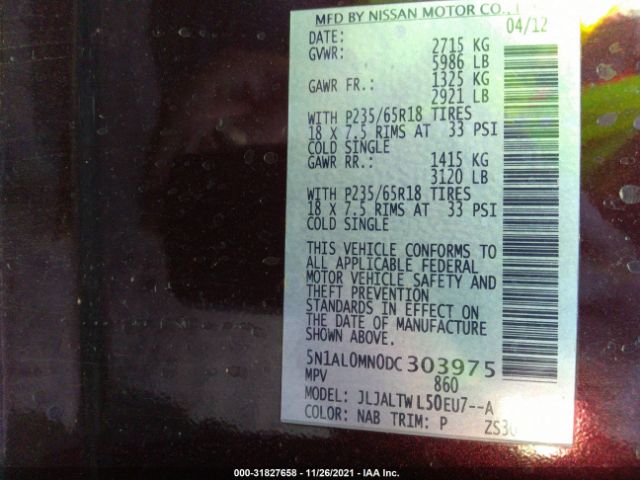 MFD BY NISSAN MOTOR CO.,
DATE: 04/12
GVWR: 2715 KG
5986 LB
GAWR FR.: 1325 KG
2921 LB
WITH P235/65R18 TIRES
18 X 7.5 RIMS AT 33 PSI
COLD SINGLE
GAWR RR.: 1415 KG
3120 LB
WITH P235/65R18 TIRES
18 X 7.5 RIMS AT 33 PSI
COLD SINGLE
THIS VEHICLE CONFORMS TO
ALL APPLICABLE FEDERAL
MOTOR VEHICLE SAFETY AND
THEFT PREVENTION
STANDARDS IN EFFECT ON
THE DATE OF MANUFACTURE
SHOWN ABOVE.
5N1AL0MN0DC 303975
MPV 860
MODEL: JLJALTW L50EU7--A
COLOR: NAB TRIM: P
000-31827658 - 11/26/2021 - IAA Inc.